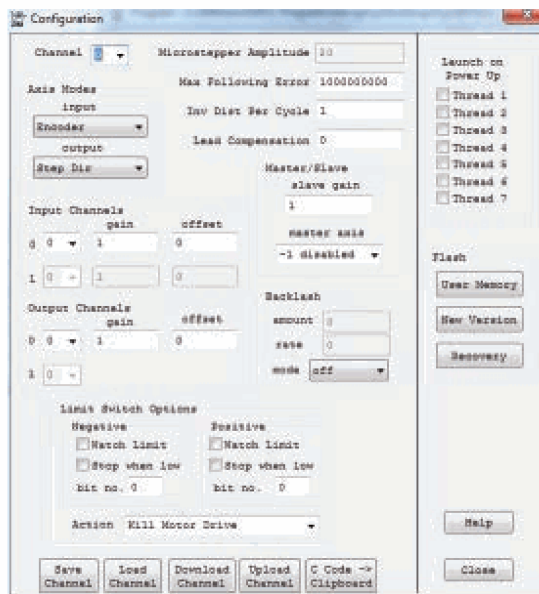 Configuration
Channel 0
Microstepper Amplitude 20
Max Following Error 1000000000
Inv Dist Per Cycle 1
Lead Compensation 0
Axis Modes
input
Encoder
output
Step Dir
Master/Slave
slave gain
1
master axis
-1 disabled
Input Channels
gain offset
0 0 1 0
1 0 1 0
Output Channels
gain offset
0 0 1 0
1 0
Backlash
amount 0
rate 0
mode off
Limit Switch Options
Negative Positive
Watch limit Watch limit
Stop when low Stop when low
bit no. 0 bit no. 0
Action Kill Motor Drive
Save Channel
Load Channel
Download Channel
Upload Channel
C Code -> Clipboard
Launch on
Power Up
Thread 1
Thread 2
Thread 3
Thread 4
Thread 5
Thread 6
Thread 7
Flash
User Memory
New Version
Recovery
Help
Close